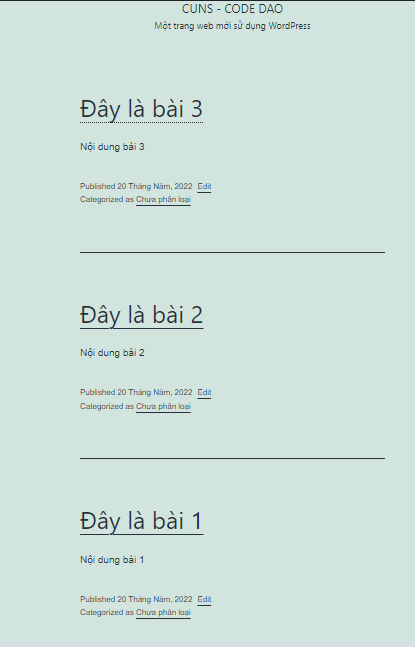 CUNS - CODE DAO
Một trang web mới sử dụng WordPress
Đây là bài 3
Nội dung bài 3
Published 20 Tháng Năm, 2022 Edit
Categorized as Chưa phân loại
Đây là bài 2
Nội dung bài 2
Published 20 Tháng Năm, 2022 Edit
Categorized as Chưa phân loại
Đây là bài 1
Nội dung bài 1
Published 20 Tháng Năm, 2022 Edit
Categorized as Chưa phân loại